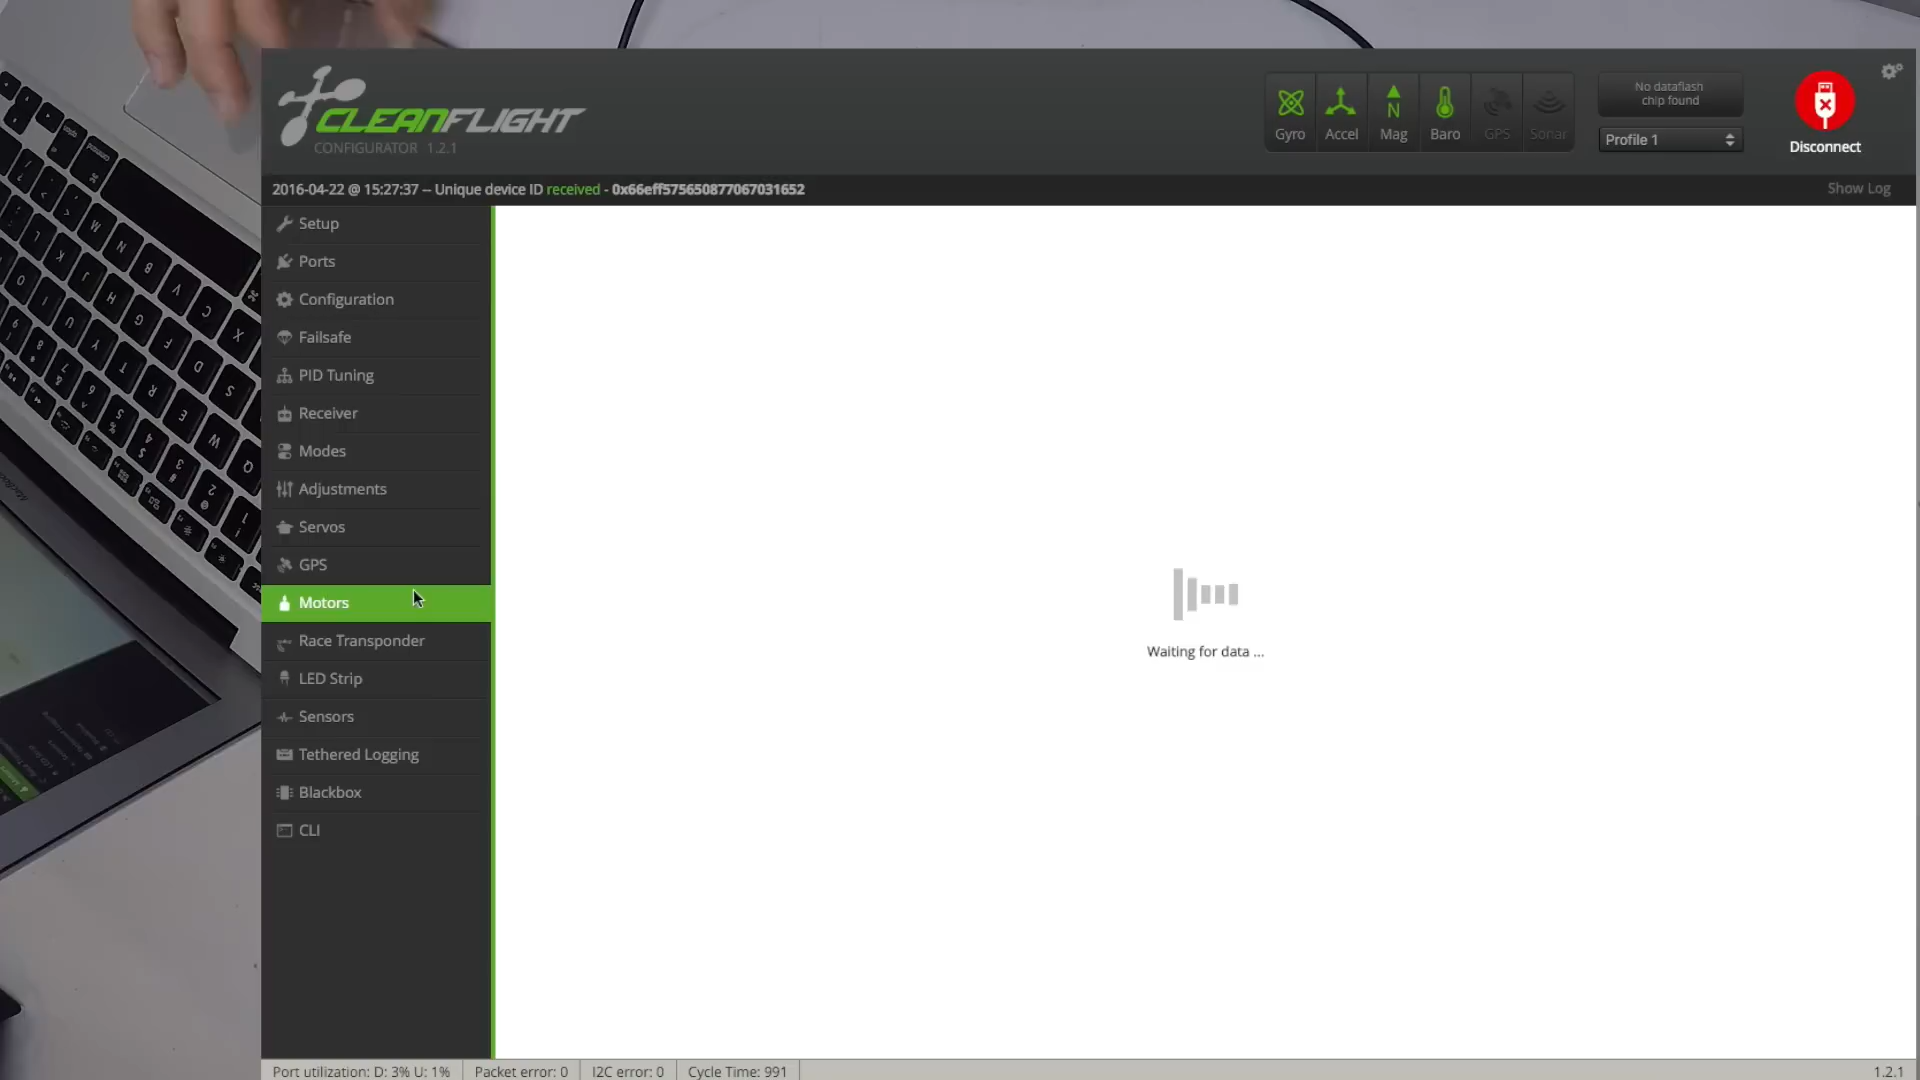 CLEANFLIGHT
CONFIGURATOR 1.2.1
Gyro
Accel
Mag
Baro
GPS
Sonar
No dataflash
chip found
Profile 1
Disconnect
2016-04-22 @ 15:27:37 -- Unique device ID received - 0x66eff575650877067031652
Show Log
Setup
Ports
Configuration
Failsafe
PID Tuning
Receiver
Modes
Adjustments
Servos
GPS
Motors
Race Transponder
LED Strip
Sensors
Tethered Logging
Blackbox
CLI
Waiting for data ...
Port utilization: D: 3% U: 1%
Packet error: 0
I2C error: 0
Cycle Time: 991
1.2.1